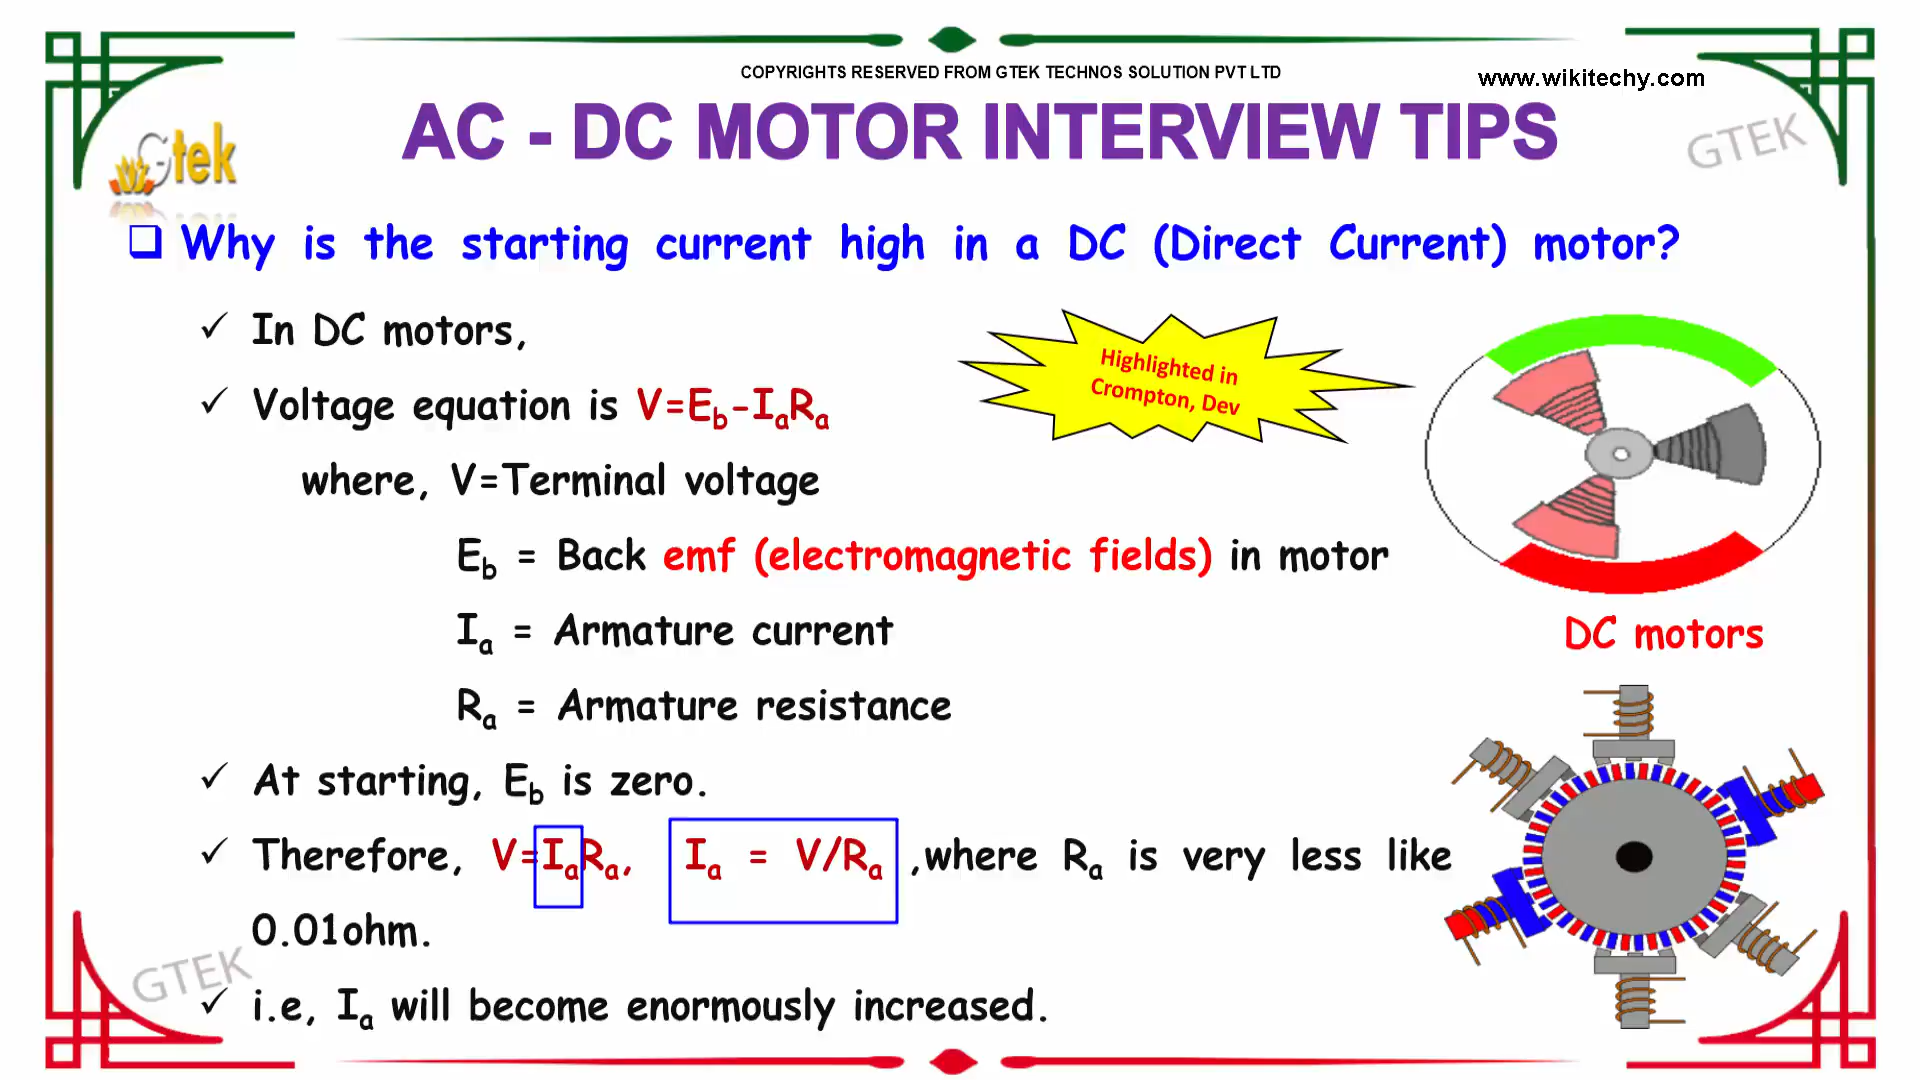 COPYRIGHTS RESERVED FROM GTEK TECHNOS SOLUTION PVT LTD
www.wikitechy.com
AC - DC MOTOR INTERVIEW TIPS
Gtek
GTEK
❑ Why is the starting current high in a DC (Direct Current) motor?
✓ In DC motors,
Highlighted in
Crompton, Dev
✓ Voltage equation is V=Eb-IaRa
where, V=Terminal voltage
Eb = Back emf (electromagnetic fields) in motor
Ia = Armature current
DC motors
Ra = Armature resistance
✓ At starting, Eb is zero.
✓ Therefore, V=IaRa, Ia = V/Ra ,where Ra is very less like
0.01ohm.
GTEK
✓ i.e, Ia will become enormously increased.